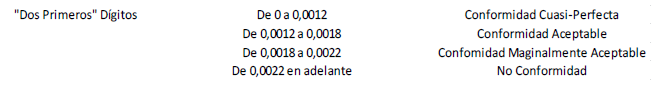 "Dos Primeros" Dígitos De 0 a 0,0012 Conformidad Cuasi-Perfecta
De 0,0012 a 0,0018 Conformidad Aceptable
De 0,0018 a 0,0022 Confomidad Maginalmente Aceptable
De 0,0022 en adelante No Conformidad